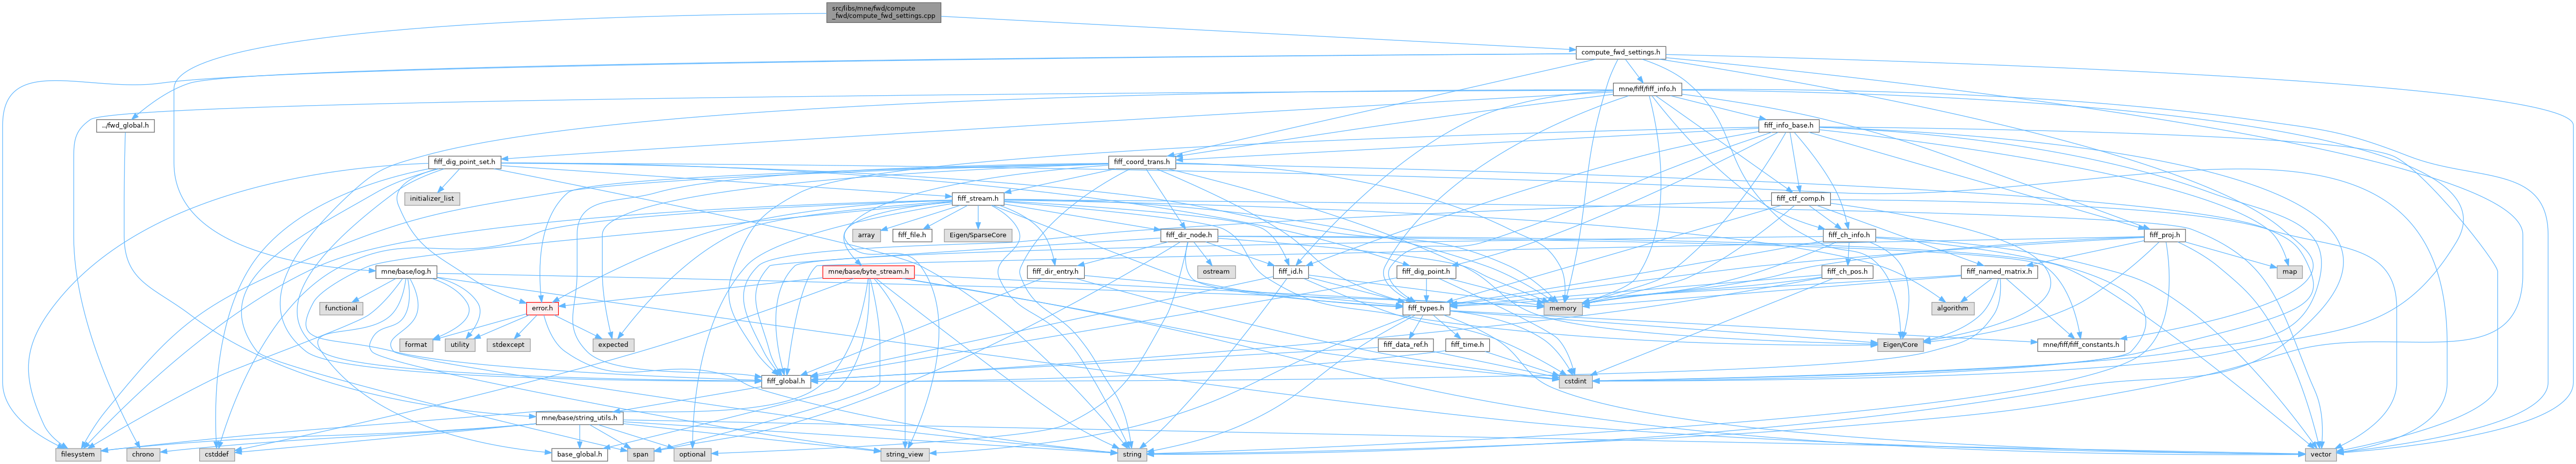 src/libs/mne/fwd/compute
_fwd/compute_fwd_settings.cpp
compute_fwd_settings.h
mne/fiff/fiff_info.h
../fwd_global.h
fiff_info_base.h
fiff_dig_point_set.h
fiff_coord_trans.h
initializer_list
fiff_stream.h
fiff_ctf_comp.h
array
fiff_file.h
Eigen/SparseCore
fiff_dir_node.h
fiff_ch_info.h
fiff_proj.h
mne/base/log.h
mne/base/byte_stream.h
fiff_dir_entry.h
ostream
fiff_id.h
fiff_dig_point.h
fiff_ch_pos.h
fiff_named_matrix.h
map
functional
error.h
memory
fiff_types.h
algorithm
format
utility
stdexcept
expected
fiff_data_ref.h
fiff_time.h
Eigen/Core
mne/fiff/fiff_constants.h
fiff_global.h
cstdint
mne/base/string_utils.h
filesystem
chrono
cstddef
base_global.h
span
optional
string_view
string
vector